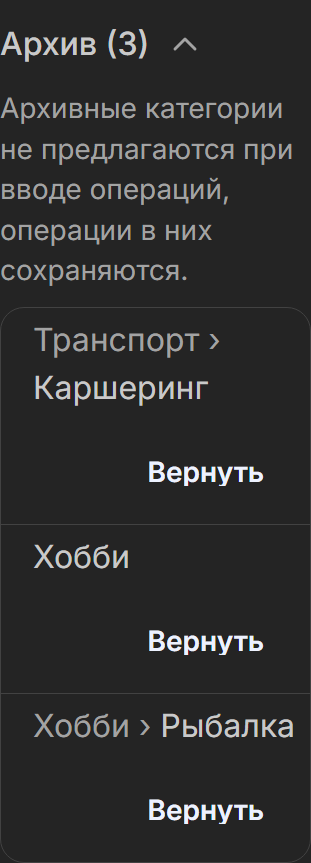 Архив (3)
Архивные категории
не предлагаются при
вводе операций,
операции в них
сохраняются.
Транспорт ›
Каршеринг
Вернуть
Хобби
Вернуть
Хобби › Рыбалка
Вернуть